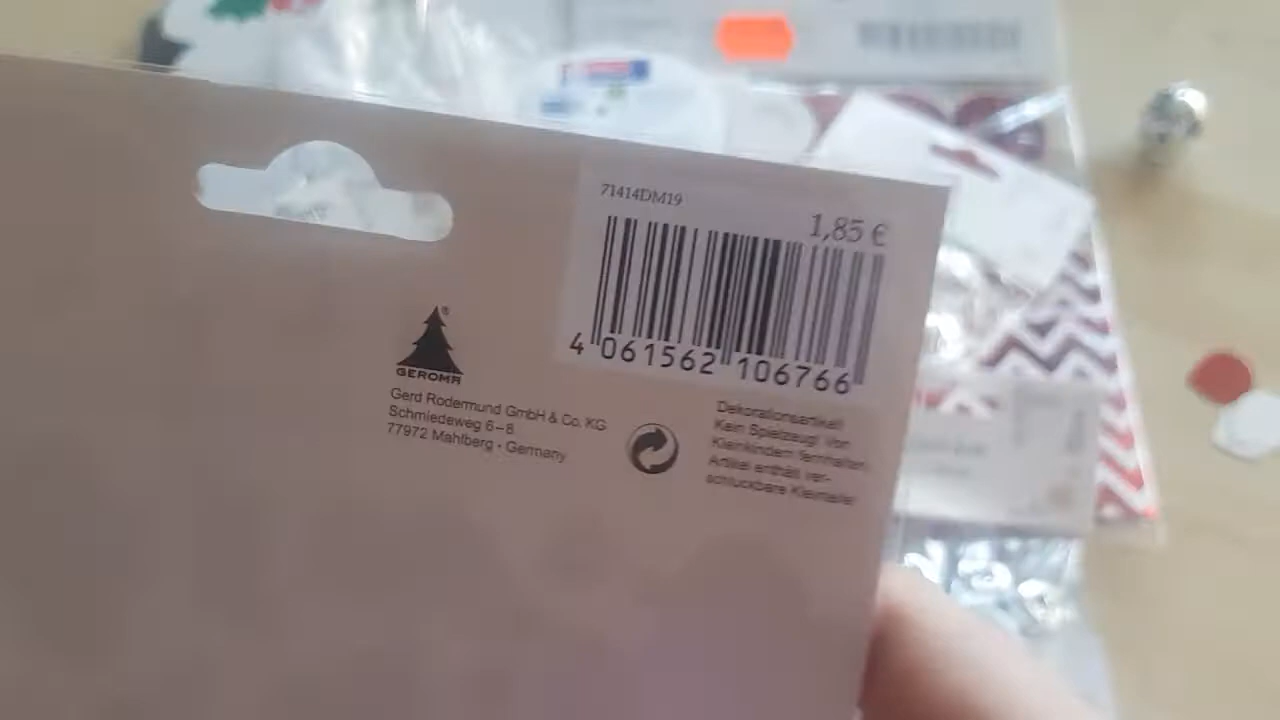 71414DM19
1,85 €
4 061562 106766
®
GEROMA
Gerd Rodermund GmbH & Co. KG
Schmiedeweg 6–8
77972 Mahlberg • Germany
Dekorationsartikel!
Kein Spielzeug! Von
Kleinkindern fernhalten.
Artikel enthält ver-
schluckbare Kleinteile!